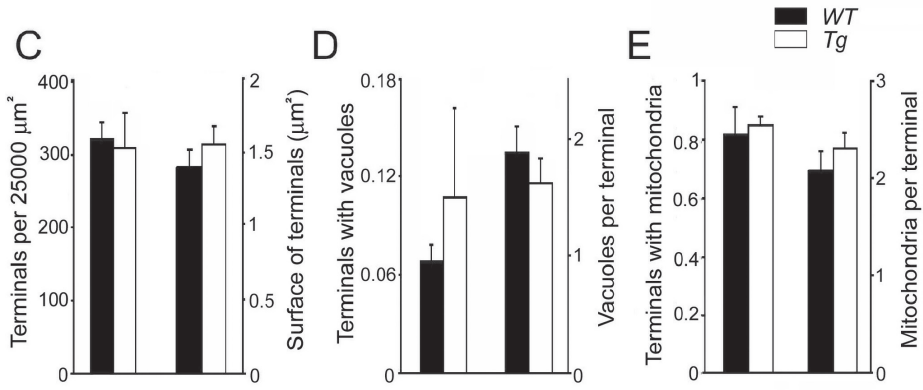 WT
Tg
C
Terminals per 25000 μm²
400
300
200
100
0
Surface of terminals (μm²)
2
1.5
1
0.5
0
D
Terminals with vacuoles
0.18
0.12
0.06
0
Vacuoles per terminal
2
1
0
E
Terminals with mitochondria
1
0.8
0.6
0.4
0.2
0
Mitochondria per terminal
3
2
1
0